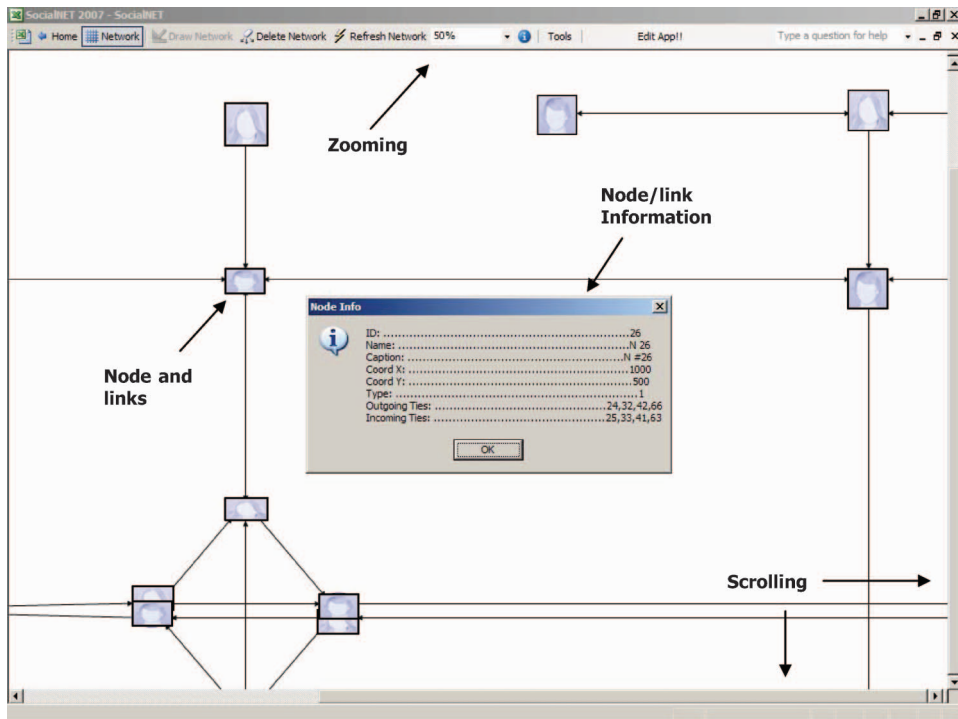 SocialNET 2007 - SocialNET
Home Network Draw Network Delete Network Refresh Network 50% Tools Edit App!! Type a question for help
Zooming
Node/link
Information
Node Info
ID: ............................................................26
Name: .........................................................N 26
Caption: .....................................................N #26
Coord X: ......................................................1000
Coord Y: .......................................................500
Type: ............................................................1
Outgoing Ties: ..........................................24,32,42,66
Incoming Ties: ..........................................25,33,41,63
OK
Node and
links
Scrolling